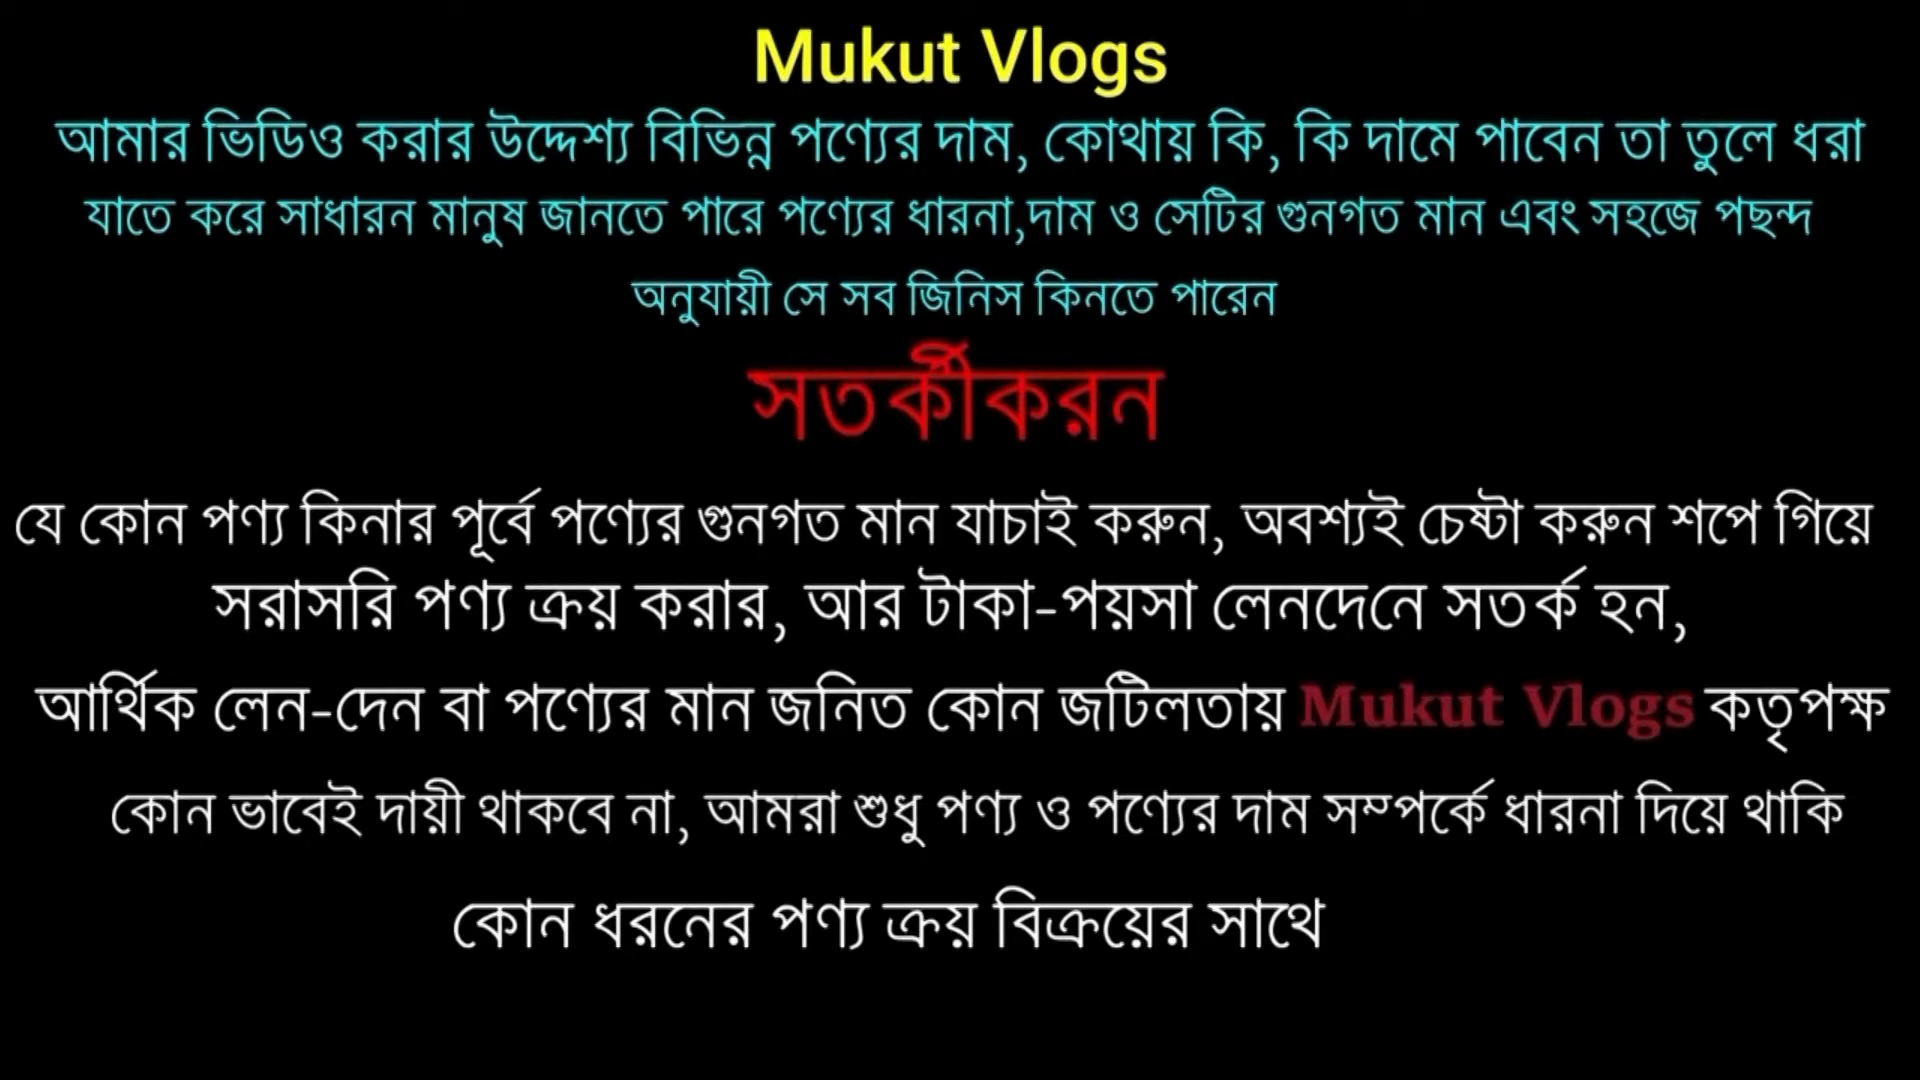 Mukut Vlogs
আমার ভিডিও করার উদ্দেশ্য বিভিন্ন পণ্যের দাম, কোথায় কি, কি দামে পাবেন তা তুলে ধরা
যাতে করে সাধারন মানুষ জানতে পারে পণ্যের ধারনা,দাম ও সেটির গুনগত মান এবং সহজে পছন্দ
অনুযায়ী সে সব জিনিস কিনতে পারেন
সতর্কীকরন
যে কোন পণ্য কিনার পূর্বে পণ্যের গুনগত মান যাচাই করুন, অবশ্যই চেষ্টা করুন শপে গিয়ে
সরাসরি পণ্য ক্রয় করার, আর টাকা-পয়সা লেনদেনে সতর্ক হন,
আর্থিক লেন-দেন বা পণ্যের মান জনিত কোন জটিলতায় Mukut Vlogs কতৃপক্ষ
কোন ভাবেই দায়ী থাকবে না, আমরা শুধু পণ্য ও পণ্যের দাম সম্পর্কে ধারনা দিয়ে থাকি
কোন ধরনের পণ্য ক্রয় বিক্রয়ের সাথে